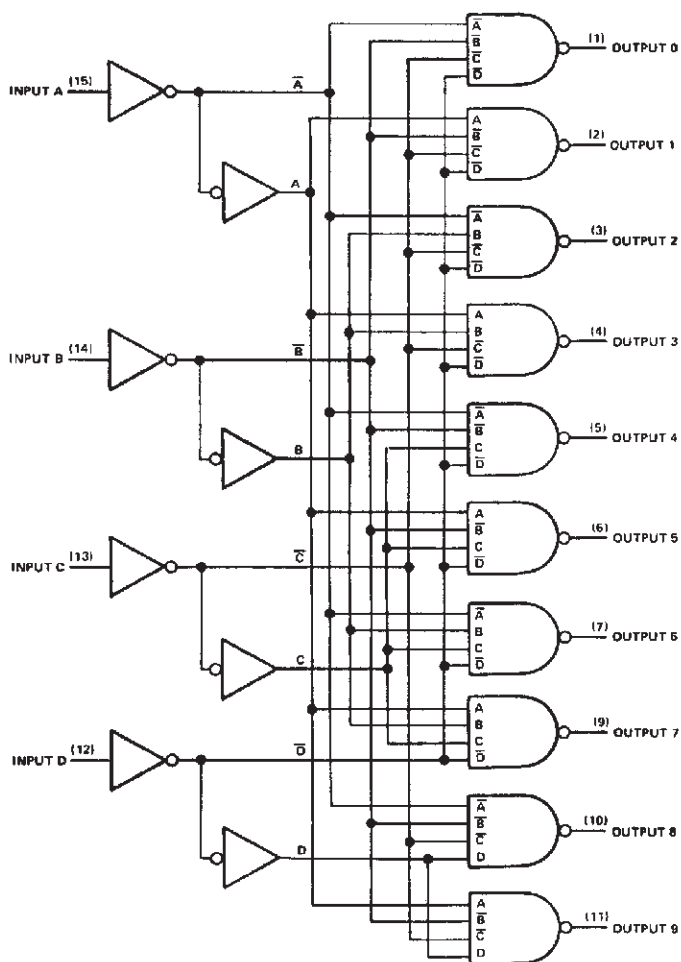 INPUT A (15)
A̅
A
INPUT B (14)
B̅
B
INPUT C (13)
C̅
C
INPUT D (12)
D̅
D
A̅
B̅
C̅
D̅
(1) OUTPUT 0
A
B̅
C̅
D̅
(2) OUTPUT 1
A̅
B
C̅
D̅
(3) OUTPUT 2
A
B
C̅
D̅
(4) OUTPUT 3
A̅
B̅
C
D̅
(5) OUTPUT 4
A
B̅
C
D̅
(6) OUTPUT 5
A̅
B
C
D̅
(7) OUTPUT 6
A
B
C
D̅
(9) OUTPUT 7
A̅
B̅
C̅
D
(10) OUTPUT 8
A
B̅
C̅
D
(11) OUTPUT 9